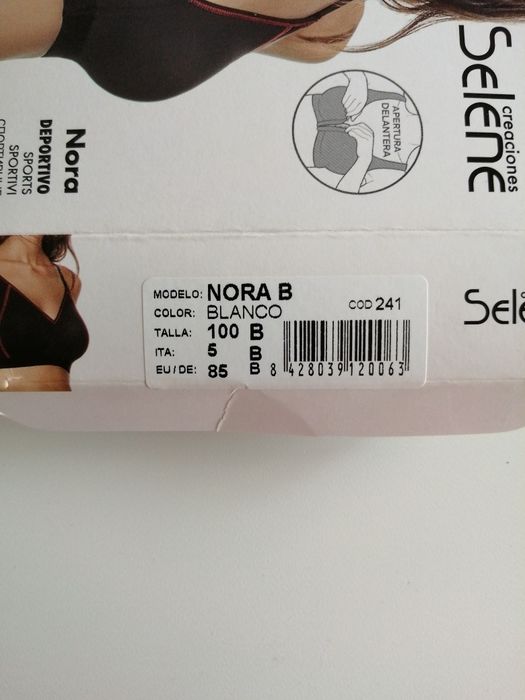 creaciones
Selene
APERTURA
DELANTERA
Nora
DEPORTIVO
SPORTS
SPORTIVI
MODELO: NORA B
COLOR: BLANCO
COD 241
TALLA: 100 B
ITA: 5 B
EU/DE: 85 B
8 428039 120063